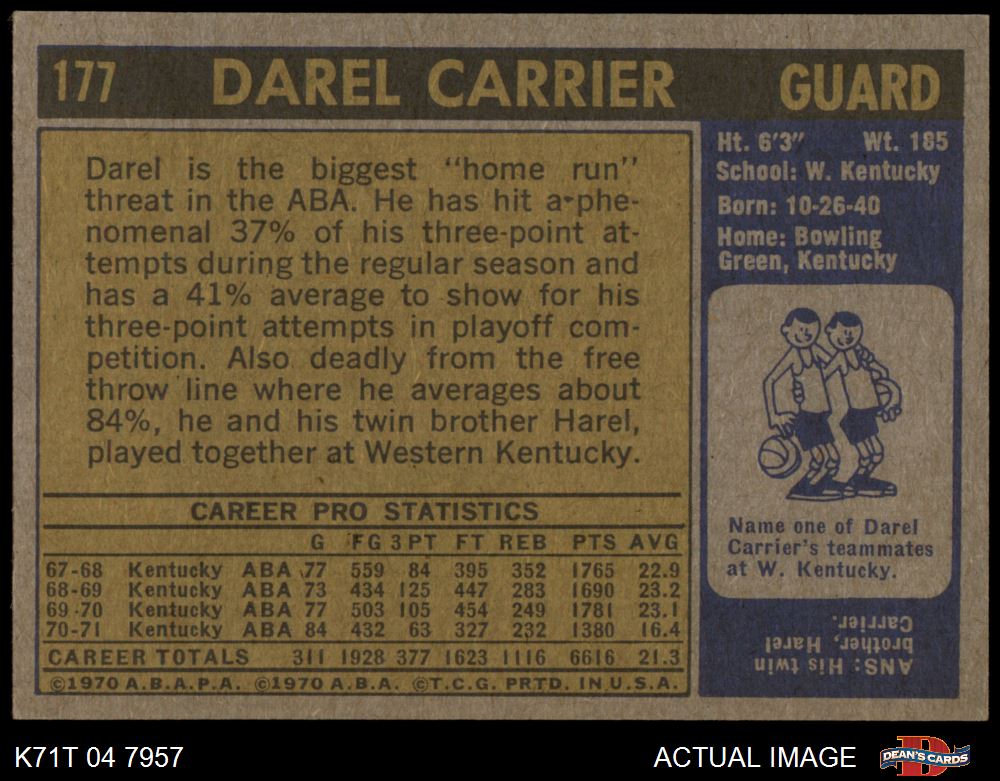 177 DAREL CARRIER GUARD
Darel is the biggest "home run"
threat in the ABA. He has hit a phe-
nomenal 37% of his three-point at-
tempts during the regular season and
has a 41% average to show for his
three-point attempts in playoff com-
petition. Also deadly from the free
throw line where he averages about
84%, he and his twin brother Harel,
played together at Western Kentucky.
CAREER PRO STATISTICS
G FG 3PT FT REB PTS AVG
67-68 Kentucky ABA 77 559 84 395 352 1765 22.9
68-69 Kentucky ABA 73 434 125 447 283 1690 23.2
69-70 Kentucky ABA 77 503 105 454 249 1781 23.1
70-71 Kentucky ABA 84 432 63 327 232 1380 16.4
CAREER TOTALS 311 1928 377 1623 1116 6616 21.3
©1970 A.B.A.P.A. ©1970 A.B.A. ©T.C.G. PRTD. IN U.S.A.
Ht. 6'3" Wt. 185
School: W. Kentucky
Born: 10-26-40
Home: Bowling
Green, Kentucky
Name one of Darel
Carrier's teammates
at W. Kentucky.
ANS: His twin
brother, Harel
Carrier.
K71T 04 7957 ACTUAL IMAGE DEAN'S CARDS